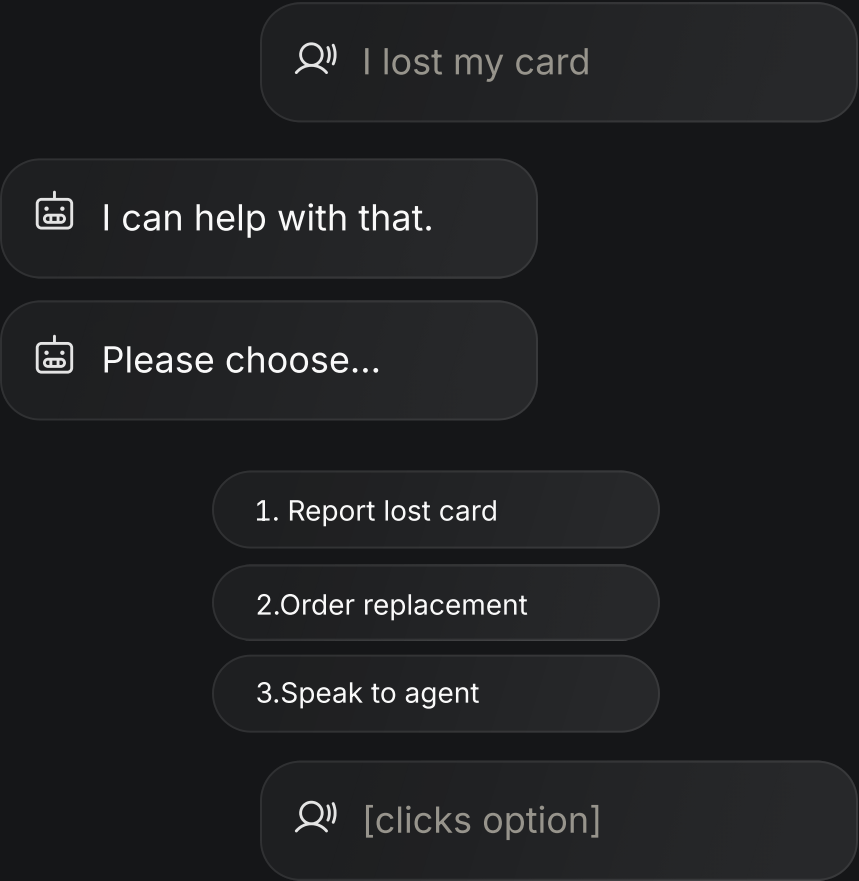 I lost my card
I can help with that.
Please choose...
1. Report lost card
2.Order replacement
3.Speak to agent
[clicks option]